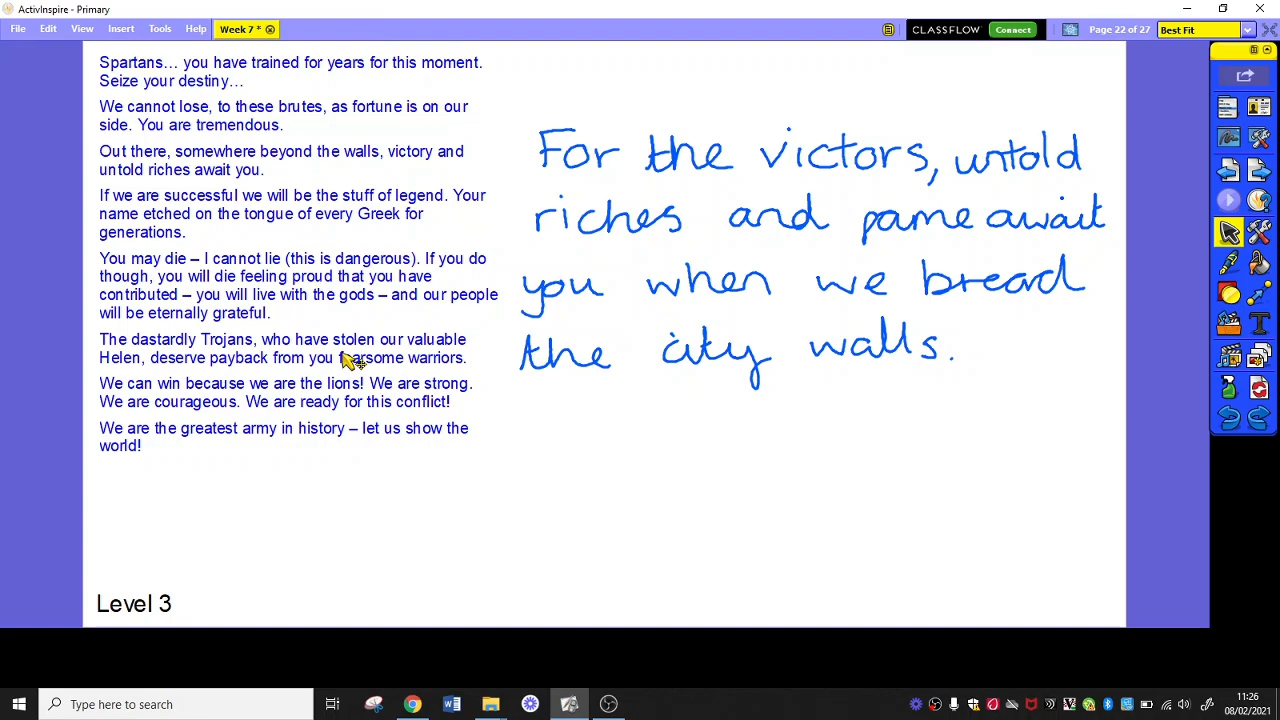 ActivInspire - Primary
File Edit View Insert Tools Help Week 7 * CLASSFLOW Connect Page 22 of 27 Best Fit
Spartans… you have trained for years for this moment.
Seize your destiny…
We cannot lose, to these brutes, as fortune is on our
side. You are tremendous.
Out there, somewhere beyond the walls, victory and
untold riches await you.
If we are successful we will be the stuff of legend. Your
name etched on the tongue of every Greek for
generations.
You may die – I cannot lie (this is dangerous). If you do
though, you will die feeling proud that you have
contributed – you will live with the gods – and our people
will be eternally grateful.
The dastardly Trojans, who have stolen our valuable
Helen, deserve payback from you fearsome warriors.
We can win because we are the lions! We are strong.
We are courageous. We are ready for this conflict!
We are the greatest army in history – let us show the
world!
For the victors, untold
riches and fame await
you when we breach
the city walls.
Level 3
Type here to search
11:26
08/02/2021